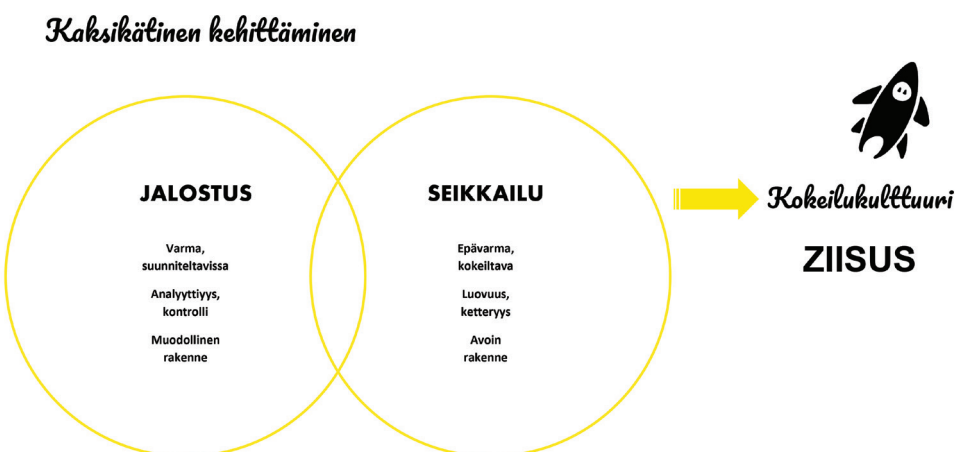 Kaksikätinen kehittäminen
JALOSTUS
Varma,
suunniteltavissa
Analyyttiyys,
kontrolli
Muodollinen
rakenne
SEIKKAILU
Epävarma,
kokeiltava
Luovuus,
ketteryys
Avoin
rakenne
Kokeilukulttuuri
ZIISUS